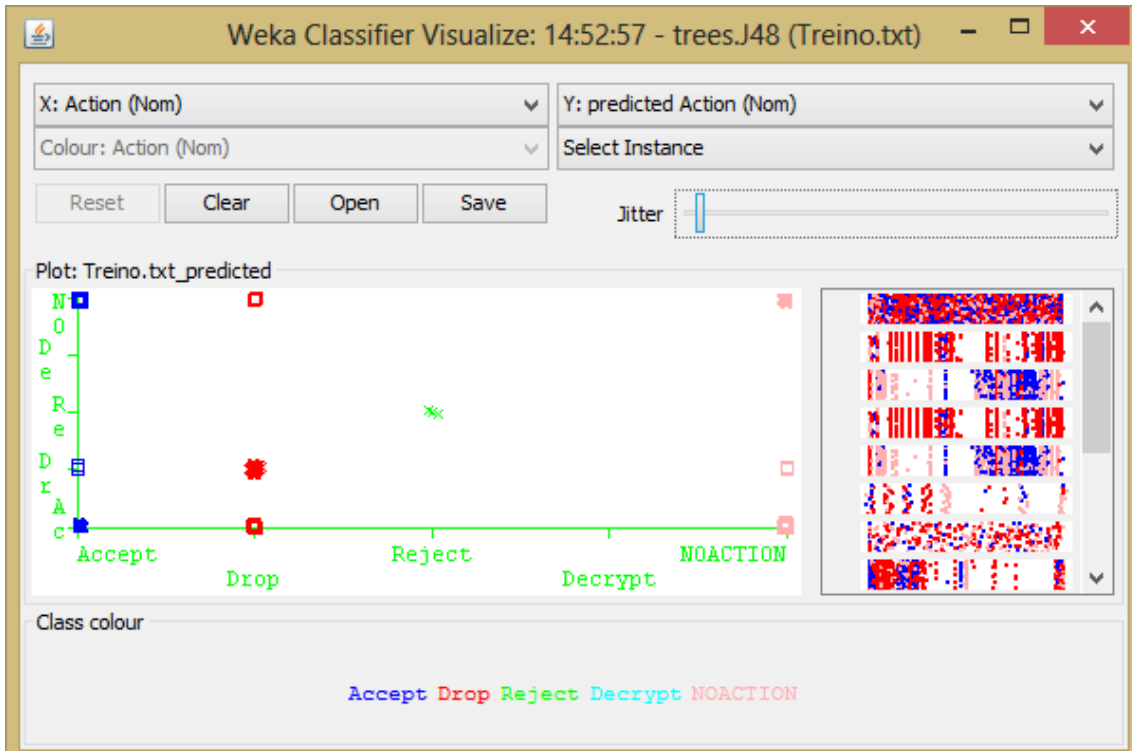 Weka Classifier Visualize: 14:52:57 - trees.J48 (Treino.txt)
X: Action (Nom)
Y: predicted Action (Nom)
Colour: Action (Nom)
Select Instance
Reset
Clear
Open
Save
Jitter
Plot: Treino.txt_predicted
No
De
Re
Dr
Ac
Accept
Drop
Reject
Decrypt
NOACTION
Class colour
Accept Drop Reject Decrypt NOACTION